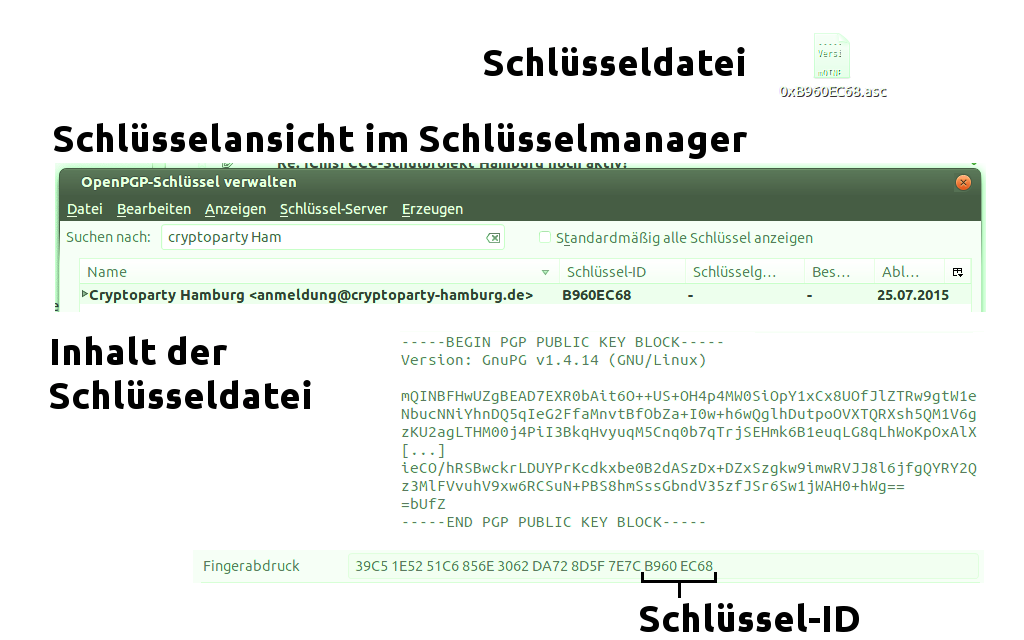 Schlüsseldatei
-----
Versi
mQINB
0xB960EC68.asc
Schlüsselansicht im Schlüsselmanager
OpenPGP-Schlüssel verwalten
Datei Bearbeiten Anzeigen Schlüssel-Server Erzeugen
Suchen nach: cryptoparty Ham Standardmäßig alle Schlüssel anzeigen
Name Schlüssel-ID Schlüsselg... Bes... Abl...
Cryptoparty Hamburg <anmeldung@cryptoparty-hamburg.de> B960EC68 - - 25.07.2015
Inhalt der
Schlüsseldatei
-----BEGIN PGP PUBLIC KEY BLOCK-----
Version: GnuPG v1.4.14 (GNU/Linux)
mQINBFHwUZgBEAD7EXR0bAit6O++US+OH4p4MW0SiOpY1xCx8UOfJlZTRw9gtW1e
NbucNNiYhnDQ5qIeG2FfaMnvtBfObZa+I0w+h6wQglhDutpoOVXTQRXsh5QM1V6g
zKU2agLTHM00j4PiI3BkqHvyuqM5Cnq0b7qTrjSEHmk6B1euqLG8qLhWoKpOxAlX
[...]
ieCO/hRSBwckrLDUYPrKcdkxbe0B2dASzDx+DZxSzgkw9imwRVJJ8l6jfgQYRY2Q
z3MlFVvuhV9xw6RCSuN+PBS8hmSssGbndV35zfJSr6Sw1jWAH0+hWg==
=bUfZ
-----END PGP PUBLIC KEY BLOCK-----
Fingerabdruck 39C5 1E52 51C6 856E 3062 DA72 8D5F 7E7C B960 EC68
Schlüssel-ID